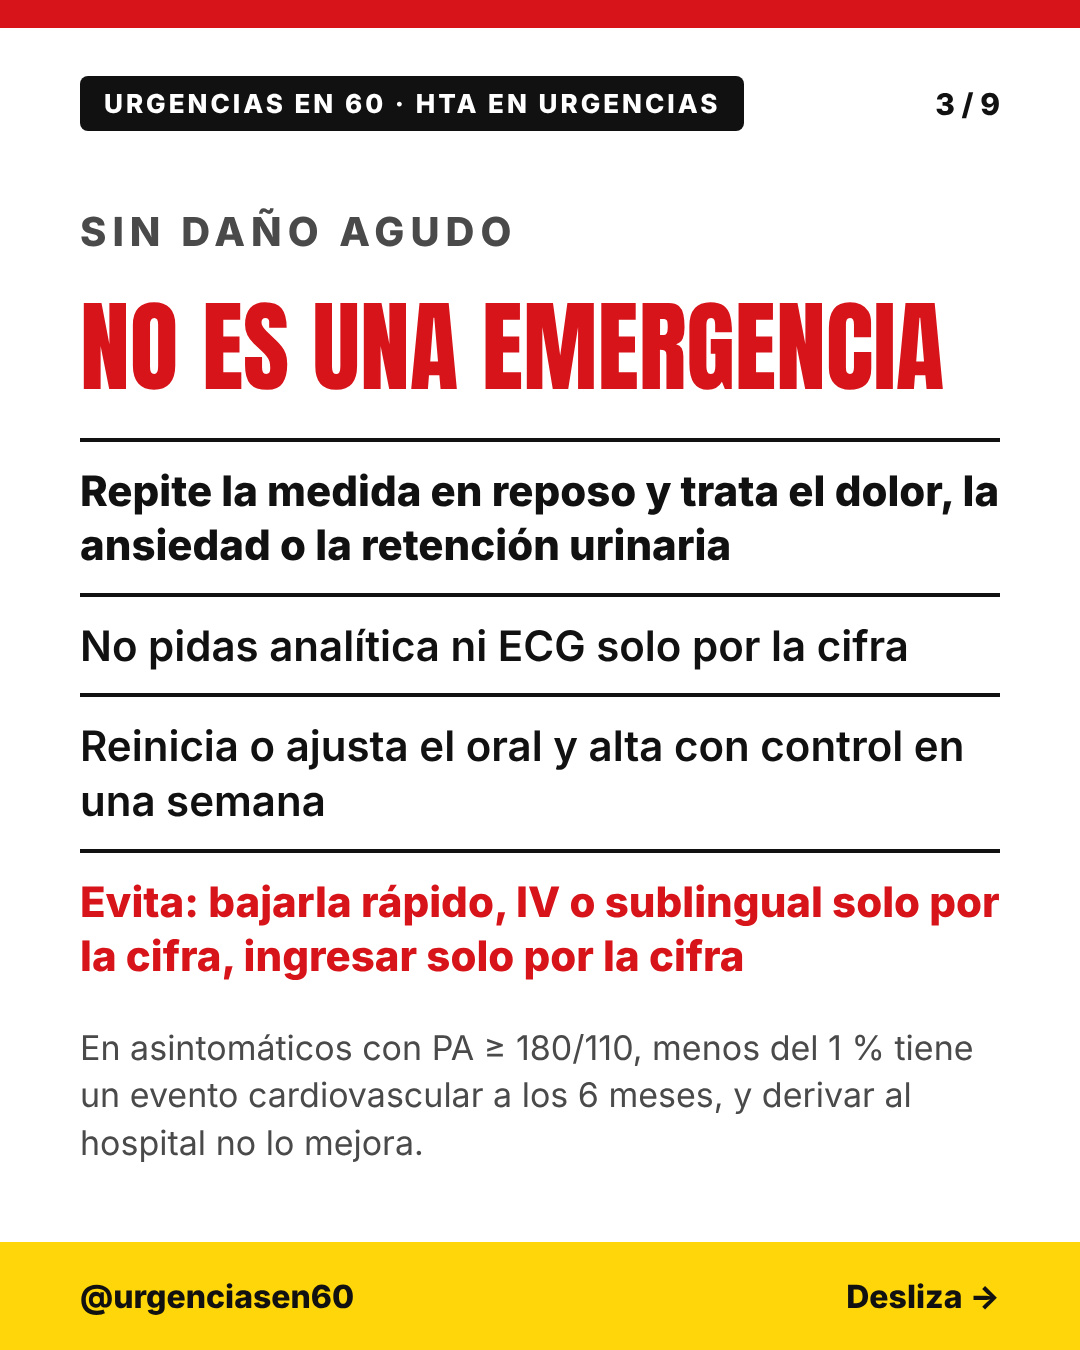 URGENCIAS EN 60 · HTA EN URGENCIAS
3 / 9
SIN DAÑO AGUDO
NO ES UNA EMERGENCIA
Repite la medida en reposo y trata el dolor, la
ansiedad o la retención urinaria
No pidas analítica ni ECG solo por la cifra
Reinicia o ajusta el oral y alta con control en
una semana
Evita: bajarla rápido, IV o sublingual solo por
la cifra, ingresar solo por la cifra
En asintomáticos con PA ≥ 180/110, menos del 1 % tiene
un evento cardiovascular a los 6 meses, y derivar al
hospital no lo mejora.
@urgenciasen60
Desliza →